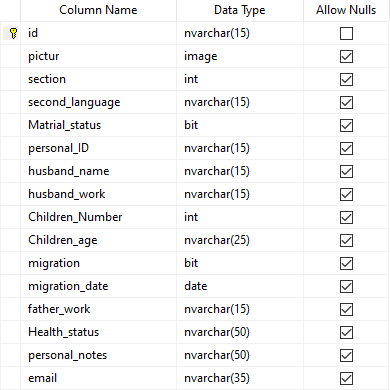 Column Name Data Type Allow Nulls
id nvarchar(15)
pictur image
section int
second_language nvarchar(15)
Matrial_status bit
personal_ID nvarchar(15)
husband_name nvarchar(15)
husband_work nvarchar(15)
Children_Number int
Children_age nvarchar(25)
migration bit
migration_date date
father_work nvarchar(15)
Health_status nvarchar(50)
personal_notes nvarchar(50)
email nvarchar(35)